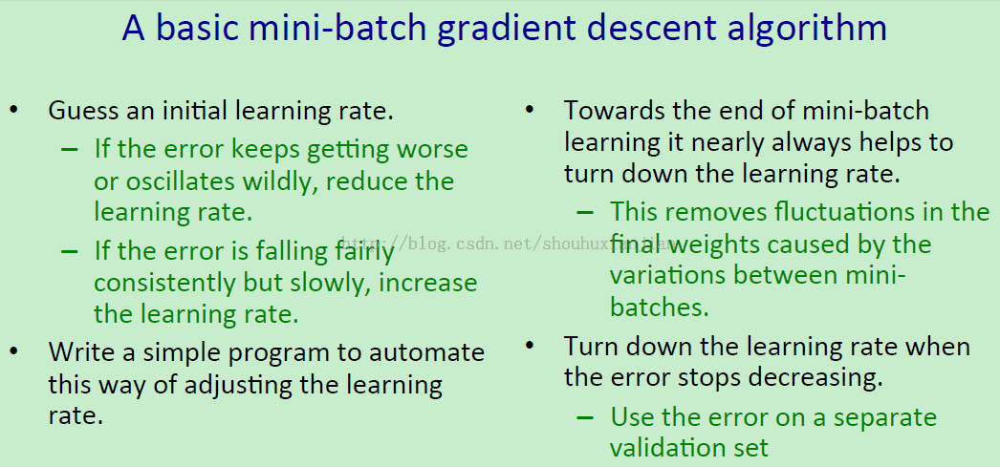 A basic mini-batch gradient descent algorithm
• Guess an initial learning rate.
– If the error keeps getting worse
or oscillates wildly, reduce the
learning rate.
– If the error is falling fairly
consistently but slowly, increase
the learning rate.
• Write a simple program to automate
this way of adjusting the learning
rate.
• Towards the end of mini-batch
learning it nearly always helps to
turn down the learning rate.
– This removes fluctuations in the
final weights caused by the
variations between mini-
batches.
• Turn down the learning rate when
the error stops decreasing.
– Use the error on a separate
validation set
http://blog.csdn.net/shouhuxianjian